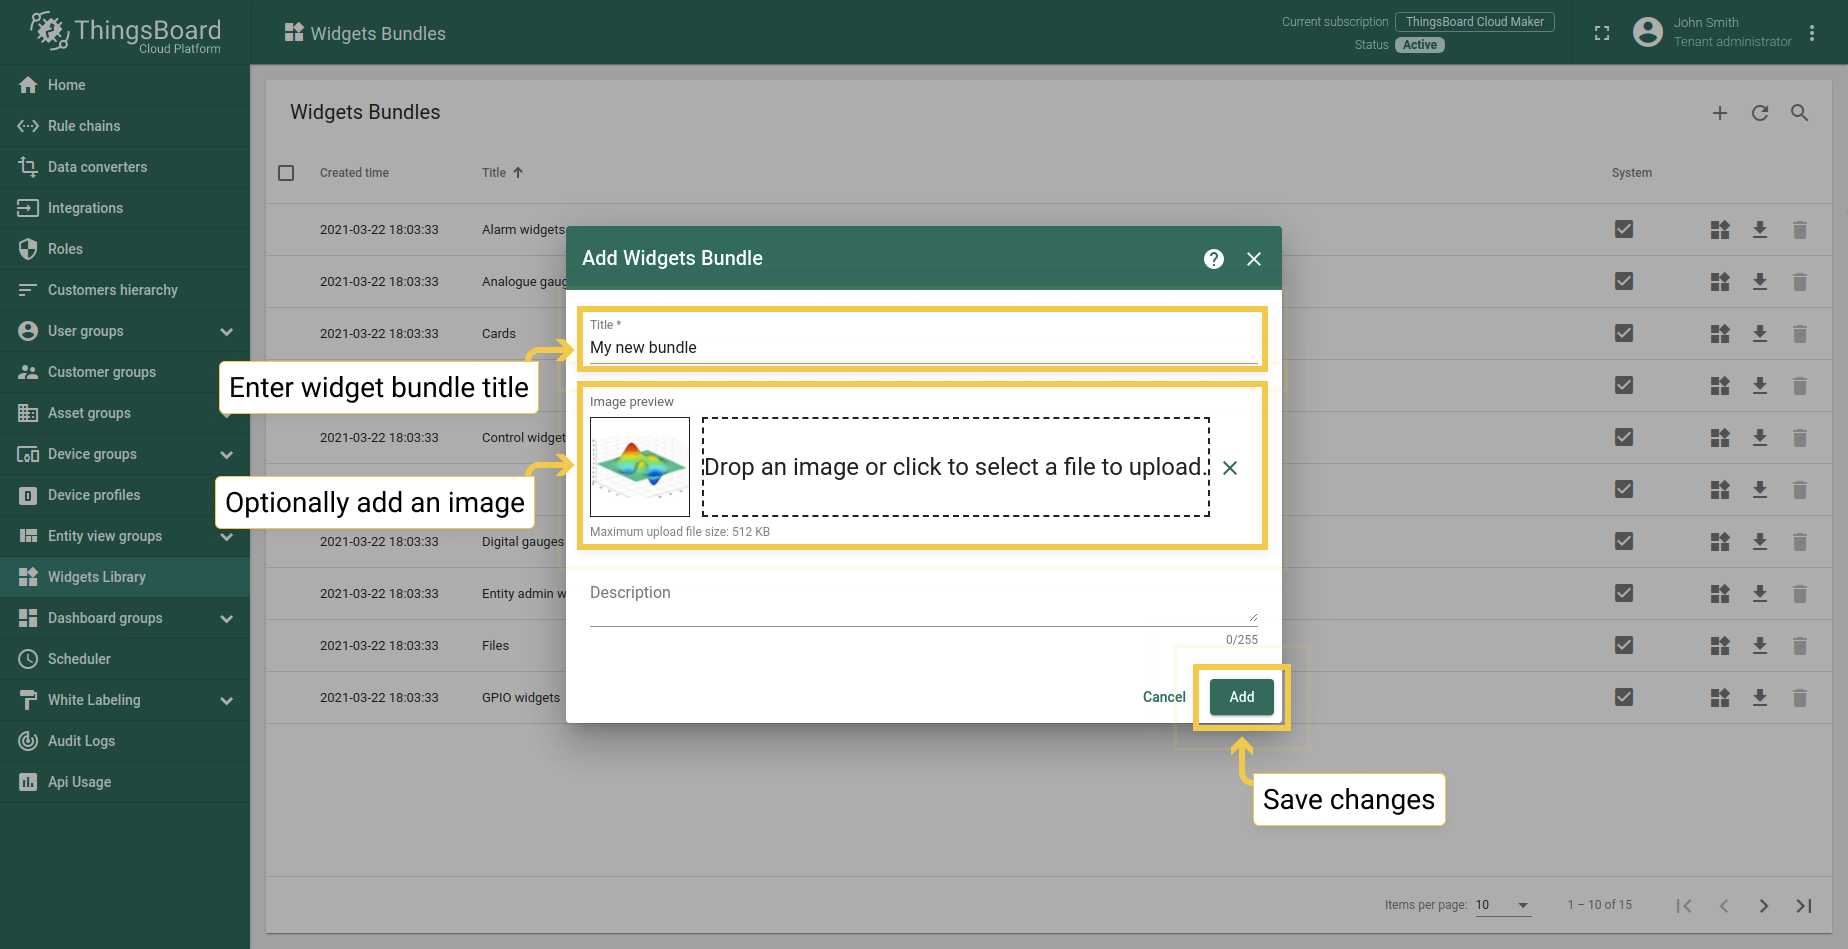 ThingsBoard
Cloud Platform
Widgets Bundles
Current subscription ThingsBoard Cloud Maker
Status Active
John Smith
Tenant administrator
Home
Rule chains
Data converters
Integrations
Roles
Customers hierarchy
User groups
Customer groups
Asset groups
Device groups
Device profiles
Entity view groups
Widgets Library
Dashboard groups
Scheduler
White Labeling
Audit Logs
Api Usage
Widgets Bundles
Created time Title System
2021-03-22 18:03:33 Alarm widgets
2021-03-22 18:03:33 Analogue gaug
2021-03-22 18:03:33 Cards
2021-03-22 18:03:33 Control widget
2021-03-22 18:03:33 Digital gauges
2021-03-22 18:03:33 Entity admin w
2021-03-22 18:03:33 Files
2021-03-22 18:03:33 GPIO widgets
Add Widgets Bundle
Title *
My new bundle
Enter widget bundle title
Image preview
Drop an image or click to select a file to upload.
Optionally add an image
Maximum upload file size: 512 KB
Description
0/255
Cancel Add
Save changes
Items per page: 10 1 – 10 of 15